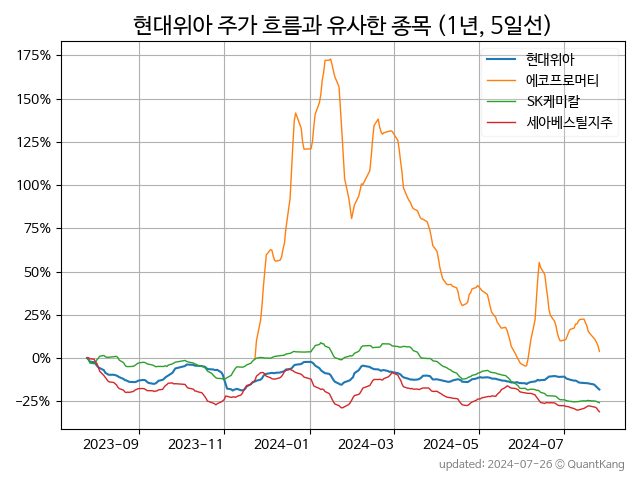 현대위아 주가 흐름과 유사한 종목 (1년, 5일선)
현대위아
에코프로머티
SK케미칼
세아베스틸지주
175%
150%
125%
100%
75%
50%
25%
0%
−25%
2023-09 2023-11 2024-01 2024-03 2024-05 2024-07
updated: 2024-07-26 © QuantKang